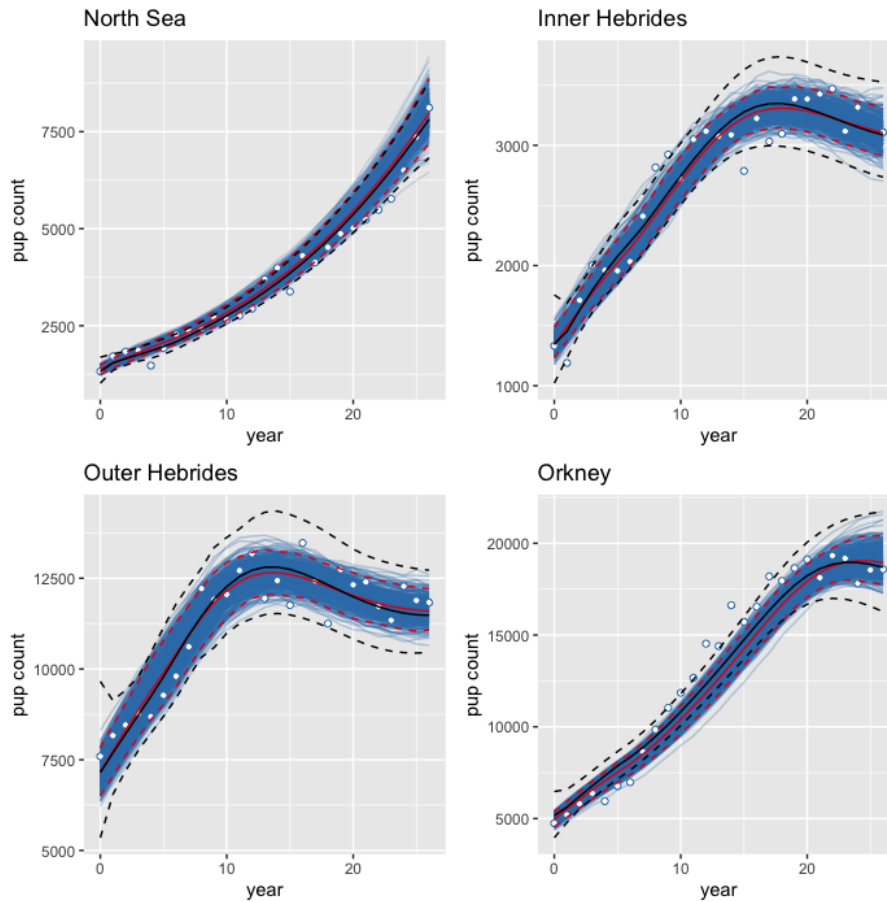 North Sea
7500
5000
2500
0
10
20
year
pup count
Inner Hebrides
3000
2000
1000
0
10
20
year
pup count
Outer Hebrides
12500
10000
7500
5000
0
10
20
year
pup count
Orkney
20000
15000
10000
5000
0
10
20
year
pup count